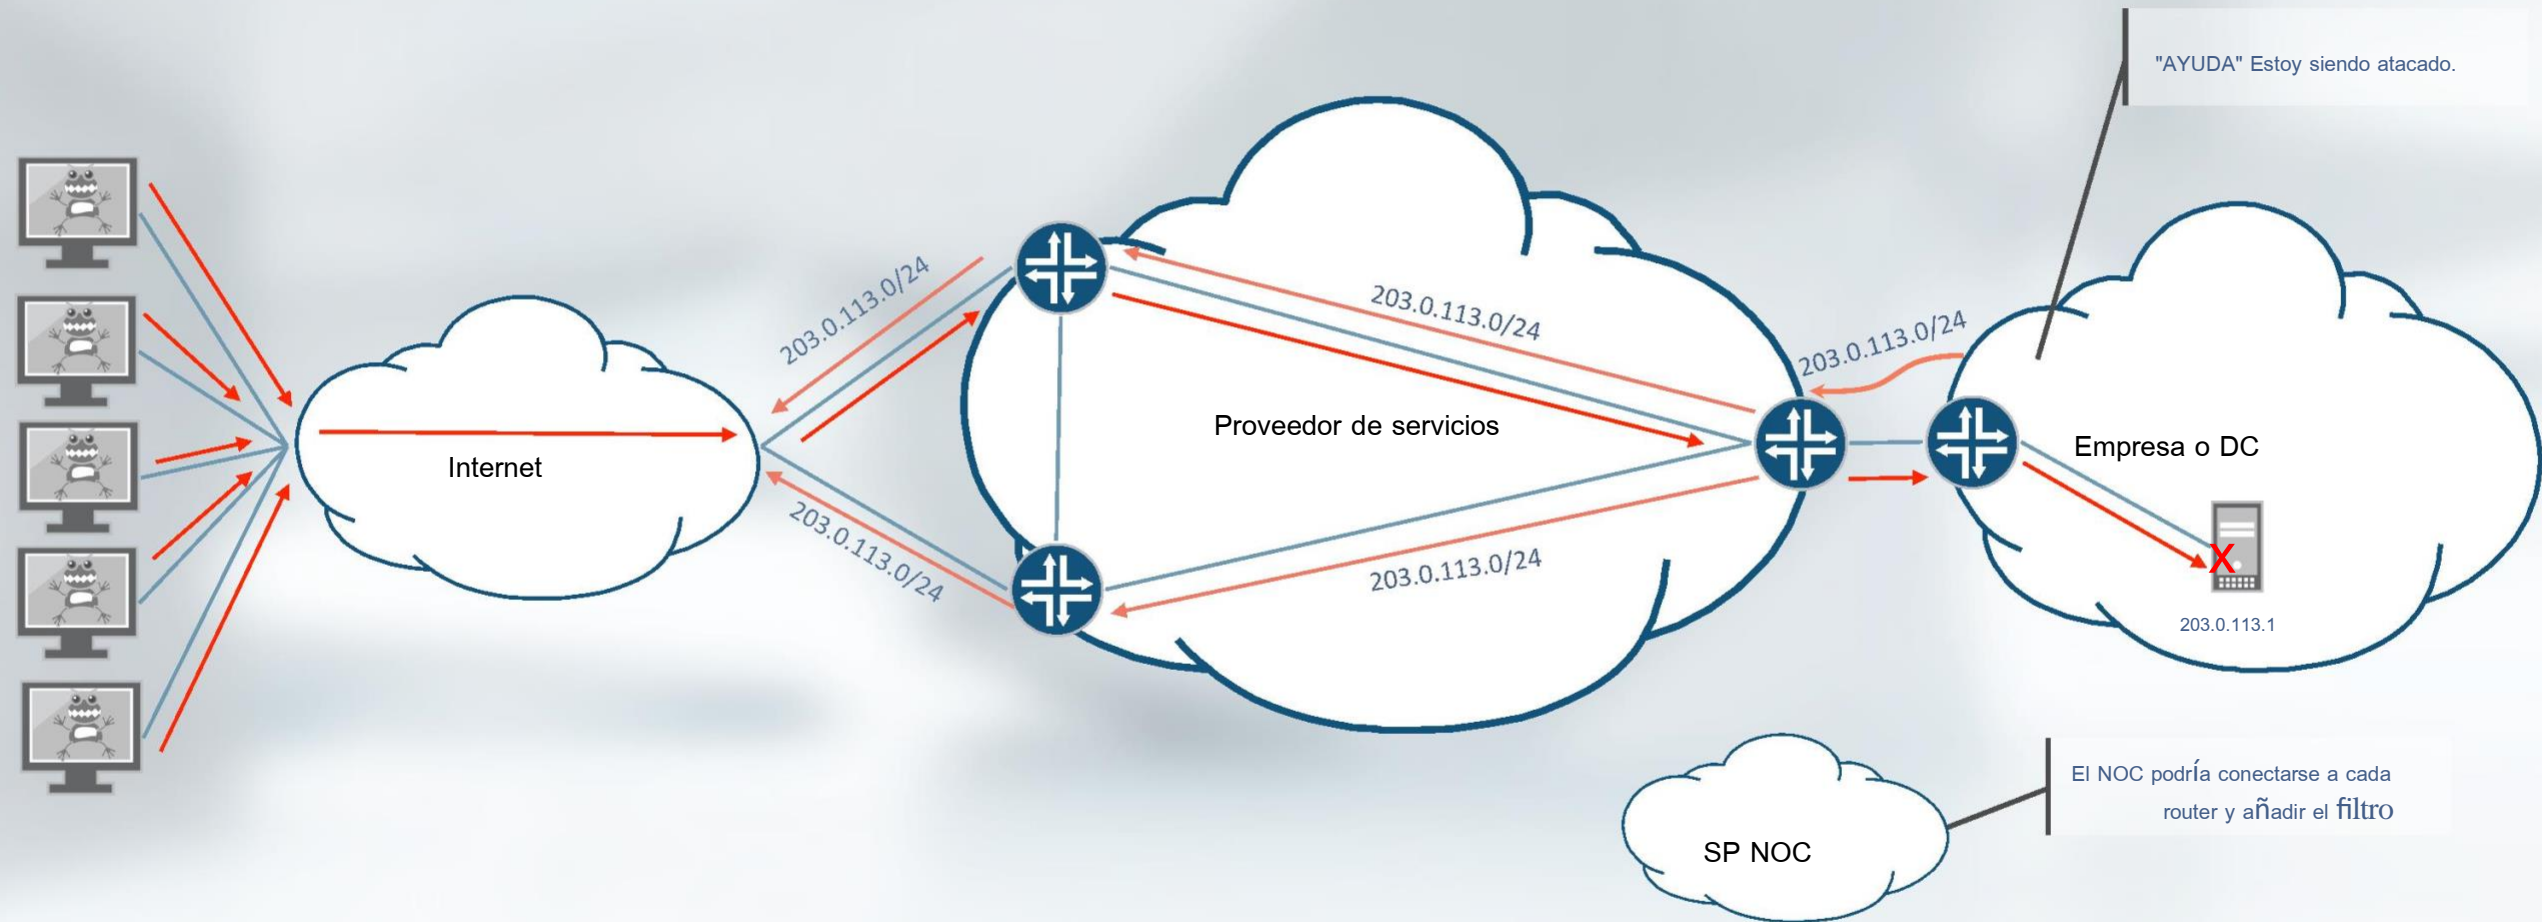 "AYUDA" Estoy siendo atacado.
203.0.113.0/24
203.0.113.0/24
203.0.113.0/24
Proveedor de servicios
Internet
Empresa o DC
203.0.113.0/24
203.0.113.0/24
203.0.113.1
El NOC podría conectarse a cada
router y añadir el filtro
SP NOC